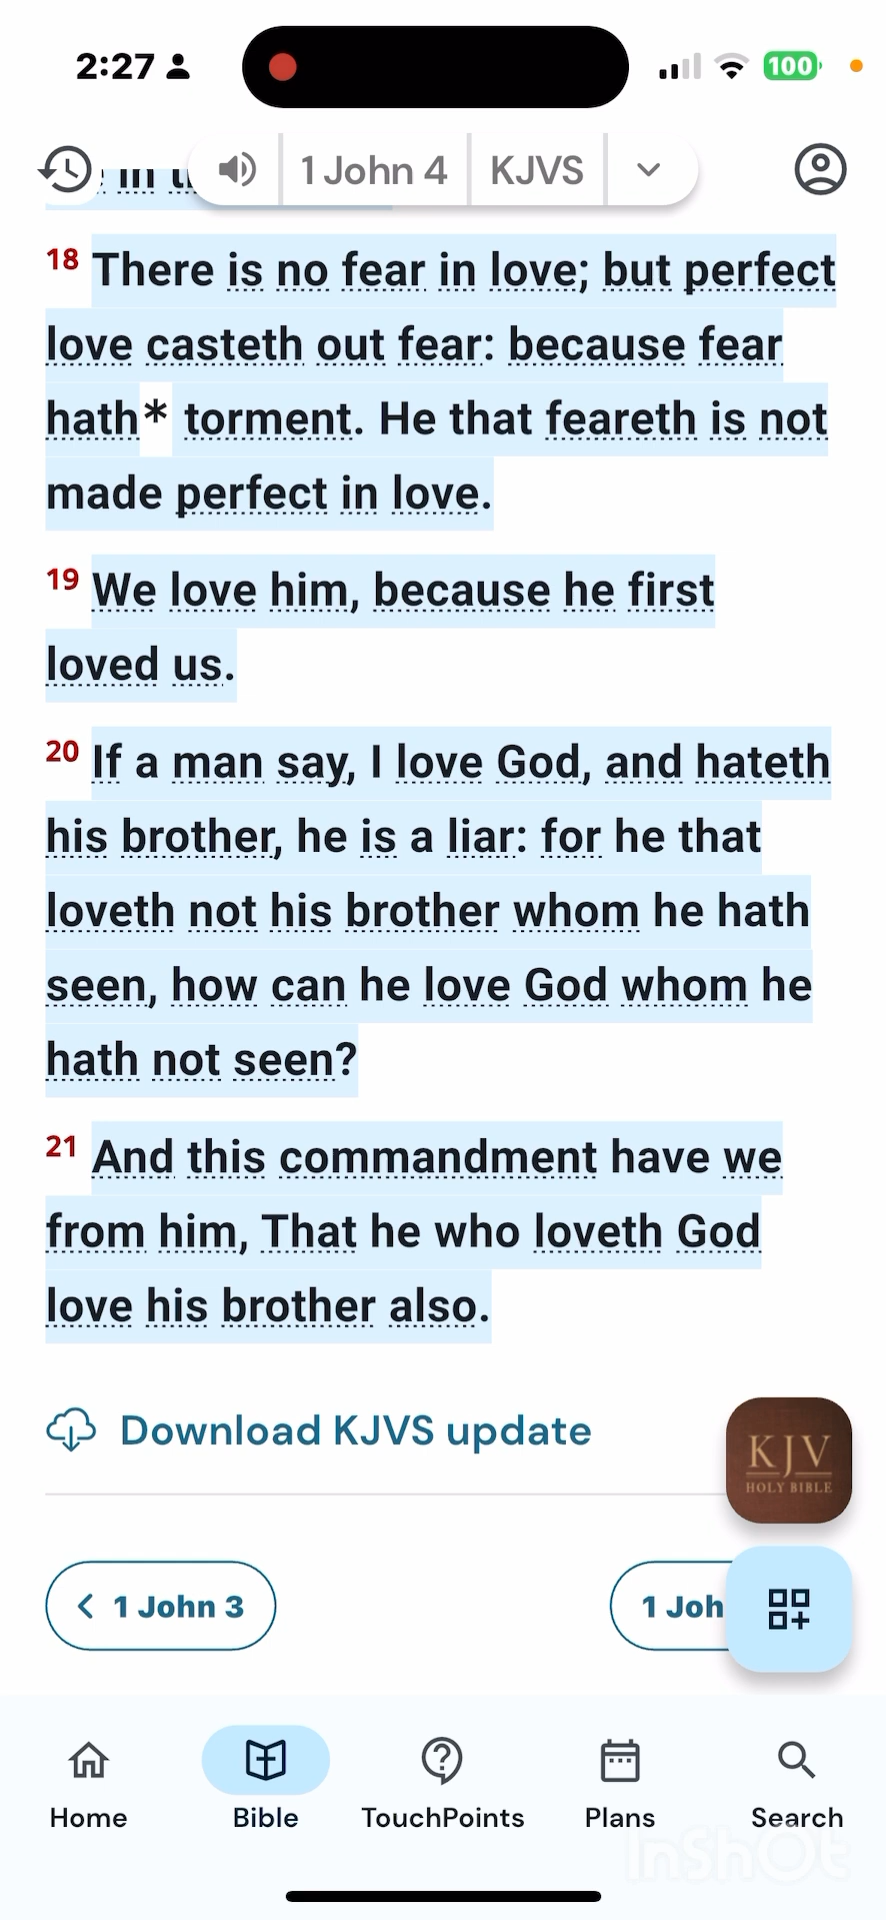 2:27
100
1 John 4 KJVS
in
18 There is no fear in love; but perfect
love casteth out fear: because fear
hath* torment. He that feareth is not
made perfect in love.
19 We love him, because he first
loved us.
20 If a man say, I love God, and hateth
his brother, he is a liar: for he that
loveth not his brother whom he hath
seen, how can he love God whom he
hath not seen?
21 And this commandment have we
from him, That he who loveth God
love his brother also.
Download KJVS update
KJV
HOLY BIBLE
1 John 3
1 Joh
Home Bible TouchPoints Plans Search
InShOt